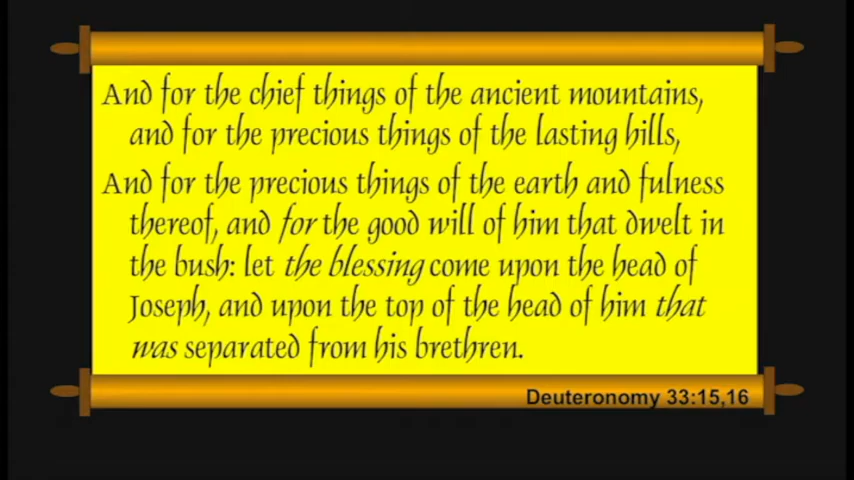 And for the chief things of the ancient mountains,
and for the precious things of the lasting hills,
And for the precious things of the earth and fulness
thereof, and for the good will of him that dwelt in
the bush: let the blessing come upon the head of
Joseph, and upon the top of the head of him that
was separated from his brethren.
Deuteronomy 33:15,16